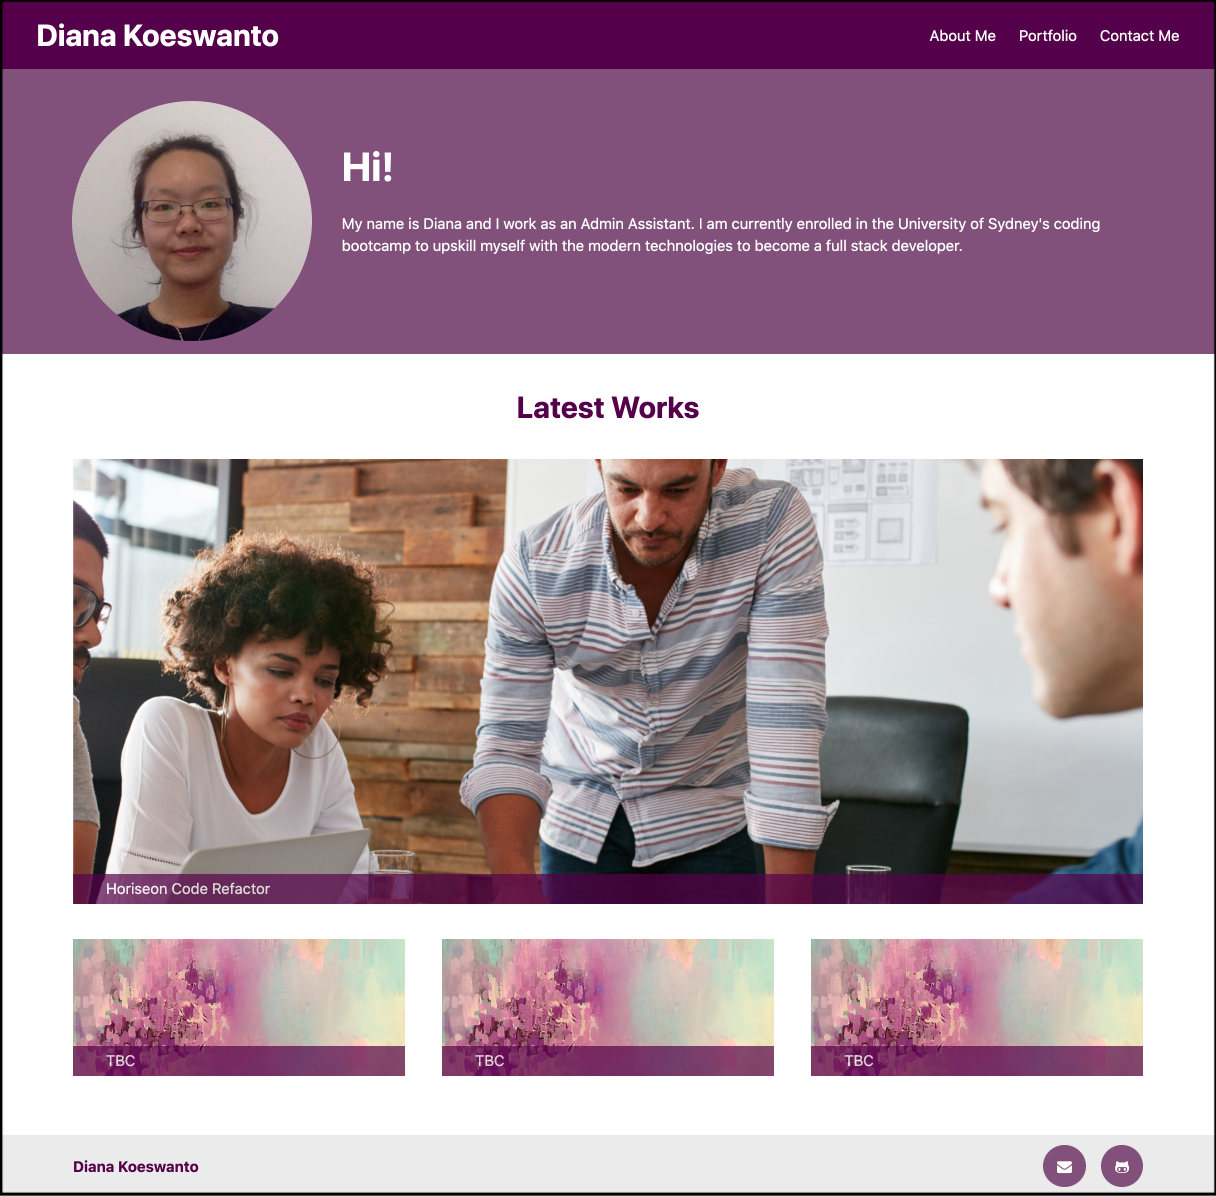 Diana Koeswanto
About Me
Portfolio
Contact Me
Hi!
My name is Diana and I work as an Admin Assistant. I am currently enrolled in the University of Sydney's coding
bootcamp to upskill myself with the modern technologies to become a full stack developer.
Latest Works
Horiseon Code Refactor
TBC
TBC
TBC
Diana Koeswanto